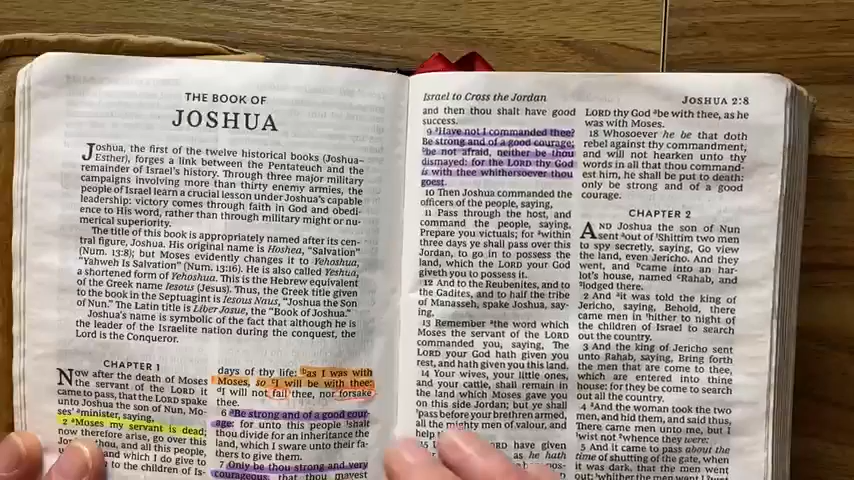 THE BOOK OF
JOSHUA
Joshua, the first of the twelve historical books (Joshua–
Esther), forges a link between the Pentateuch and the
remainder of Israel's history. Through three major military
campaigns involving more than thirty enemy armies, the
people of Israel learn a crucial lesson under Joshua's capable
leadership: victory comes through faith in God and obedi-
ence to His word, rather than through military might or nu-
merical superiority.
The title of this book is appropriately named after its cen-
tral figure, Joshua. His original name is Hoshea, "Salvation"
(Num. 13:8); but Moses evidently changes it to Yehoshua,
"Yahweh Is Salvation" (Num. 13:16). He is also called Yeshua,
a shortened form of Yehoshua. This is the Hebrew equivalent
of the Greek name Iesous (Jesus). Thus, the Greek title given
to the book in the Septuagint is Iesous Naus, "Joshua the Son
of Nun." The Latin title is Liber Josue, the "Book of Joshua."
Joshua's name is symbolic of the fact that although he is
the leader of the Israelite nation during the conquest, the
Lord is the Conqueror.
CHAPTER 1
Now after the death of Moses
the servant of the LORD it
came to pass, that the LORD spake
unto Joshua the son of Nun, Mo-
ses' minister, saying,
2 Moses my servant is dead;
now therefore arise, go over this
thou, and all this people,
land which I do give to
the children of Is-
days of thy life: as I was with
Moses, so I will be with thee:
I will not fail thee, nor forsake
6 Be strong and of a good cour-
age: for unto this people shalt
thou divide for an inheritance the
land, which I sware unto their fa-
thers to give them.
7 Only be thou strong and very
courageous, that thou mayest
Israel to Cross the Jordan
JOSHUA 2:8
and then thou shalt have good
success.
9 Have not I commanded thee?
Be strong and of a good courage;
be not afraid, neither be thou
dismayed: for the LORD thy God
is with thee whithersoever thou
goest.
10 Then Joshua commanded the
officers of the people, saying,
11 Pass through the host, and
command the people, saying,
Prepare you victuals; for within
three days ye shall pass over this
Jordan, to go in to possess the
land, which the LORD your God
giveth you to possess it.
12 And to the Reubenites, and to
the Gadites, and to half the tribe
of Manasseh, spake Joshua, say-
ing,
13 Remember the word which
Moses the servant of the LORD
commanded you, saying, The
LORD your God hath given you
rest, and hath given you this land.
14 Your wives, your little ones,
and your cattle, shall remain in
the land which Moses gave you
on this side Jordan; but ye shall
pass before your brethren armed,
all the mighty men of valour, and
help
15 LORD have given
as he hath
LORD thy God be with thee, as he
was with Moses.
18 Whosoever he be that doth
rebel against thy commandment,
and will not hearken unto thy
words in all that thou command-
est him, he shall be put to death:
only be strong and of a good
courage.
CHAPTER 2
AND Joshua the son of Nun
sent out of Shittim two men
to spy secretly, saying, Go view
the land, even Jericho. And they
went, and came into an har-
lot's house, named Rahab, and
lodged there.
2 And it was told the king of
Jericho, saying, Behold, there
came men in hither to night of
the children of Israel to search
out the country.
3 And the king of Jericho sent
unto Rahab, saying, Bring forth
the men that are come to thee,
which are entered into thine
house: for they be come to search
out all the country.
4 And the woman took the two
men, and hid them, and said thus,
There came men unto me, but I
wist not whence they were:
5 And it came to pass about the
time of shutting of the gate, when
it was dark, that the men went
out: whither the men went I